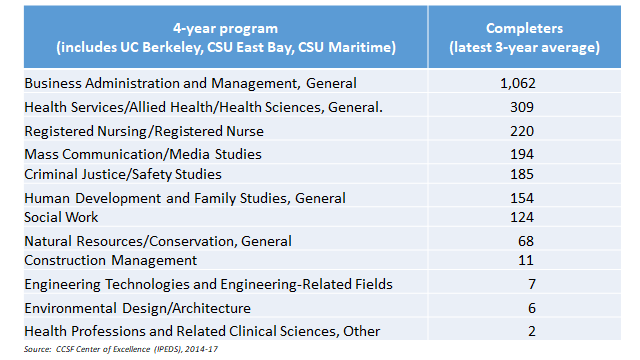 4-year program
(includes UC Berkeley, CSU East Bay, CSU Maritime)
Completers
(latest 3-year average)
Business Administration and Management, General 1,062
Health Services/Allied Health/Health Sciences, General. 309
Registered Nursing/Registered Nurse 220
Mass Communication/Media Studies 194
Criminal Justice/Safety Studies 185
Human Development and Family Studies, General 154
Social Work 124
Natural Resources/Conservation, General 68
Construction Management 11
Engineering Technologies and Engineering-Related Fields 7
Environmental Design/Architecture 6
Health Professions and Related Clinical Sciences, Other 2
Source: CCSF Center of Excellence (IPEDS), 2014-17